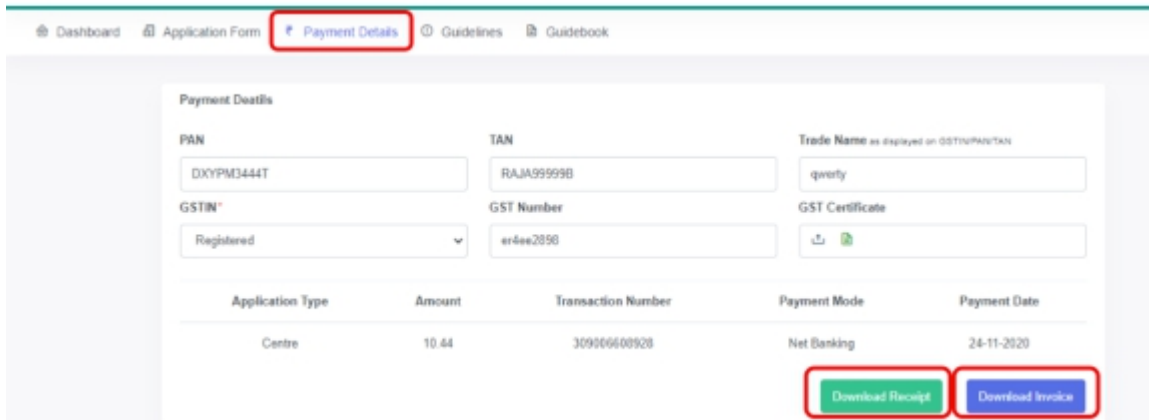 Dashboard Application Form ₹ Payment Details Guidelines Guidebook
Payment Deatils
PAN TAN Trade Name as displayed on GSTIN/PAN/TAN
DXYPM3444T RAJA99999B qwerty
GSTIN* GST Number GST Certificate
Registered er4ee2898
Application Type Amount Transaction Number Payment Mode Payment Date
Centre 10.44 309006608928 Net Banking 24-11-2020
Download Receipt Download Invoice